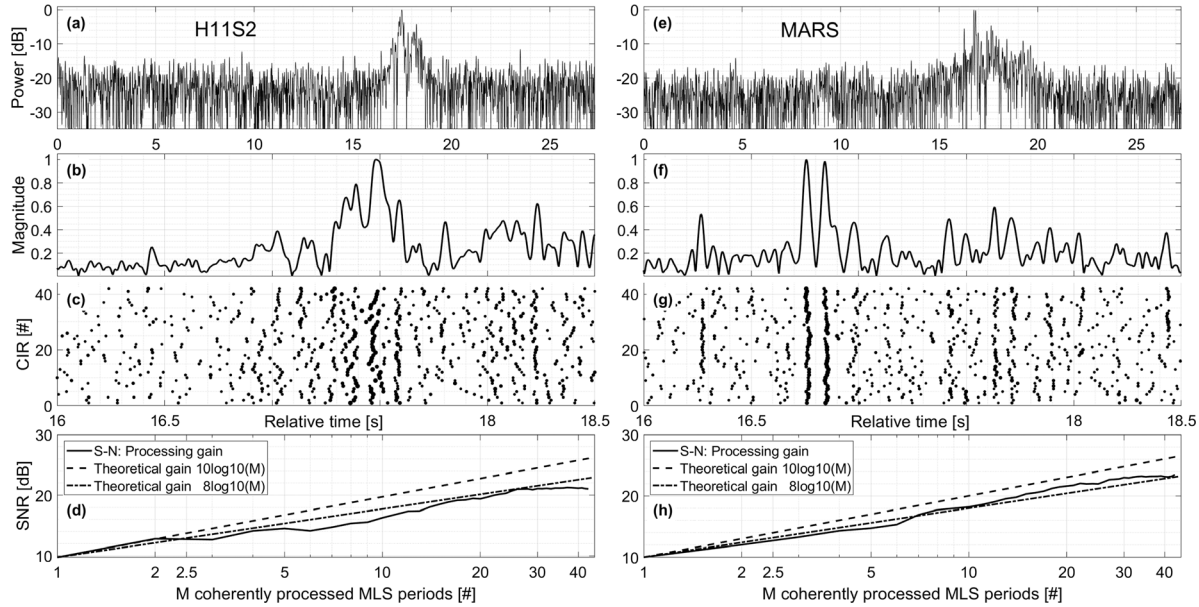 (a)
H11S2
Power [dB]
0
-10
-20
-30
0 5 10 15 20 25
(b)
Magnitude
1
0.8
0.6
0.4
0.2
(c)
CIR [#]
40
20
0
16 16.5 Relative time [s] 18 18.5
(d)
SNR [dB]
30
20
10
S-N: Processing gain
Theoretical gain 10log10(M)
Theoretical gain 8log10(M)
1 2 2.5 5 10 20 30 40
M coherently processed MLS periods [#]
(e)
MARS
Power [dB]
0
-10
-20
-30
0 5 10 15 20 25
(f)
Magnitude
1
0.8
0.6
0.4
0.2
(g)
CIR [#]
40
20
0
16 16.5 Relative time [s] 18 18.5
(h)
SNR [dB]
30
20
10
S-N: Processing gain
Theoretical gain 10log10(M)
Theoretical gain 8log10(M)
1 2 2.5 5 10 20 30 40
M coherently processed MLS periods [#]